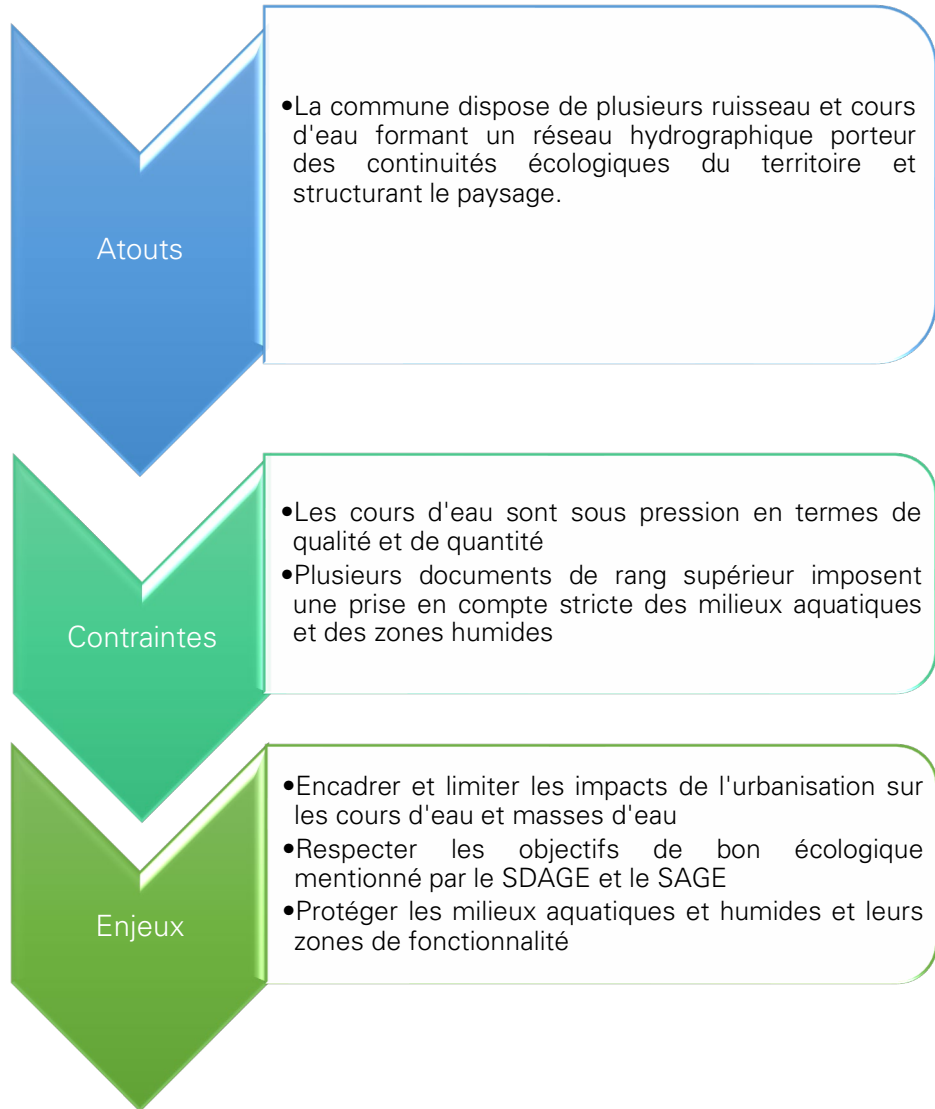 Atouts
•La commune dispose de plusieurs ruisseau et cours
d'eau formant un réseau hydrographique porteur
des continuités écologiques du territoire et
structurant le paysage.
Contraintes
•Les cours d'eau sont sous pression en termes de
qualité et de quantité
•Plusieurs documents de rang supérieur imposent
une prise en compte stricte des milieux aquatiques
et des zones humides
Enjeux
•Encadrer et limiter les impacts de l'urbanisation sur
les cours d'eau et masses d'eau
•Respecter les objectifs de bon écologique
mentionné par le SDAGE et le SAGE
•Protéger les milieux aquatiques et humides et leurs
zones de fonctionnalité